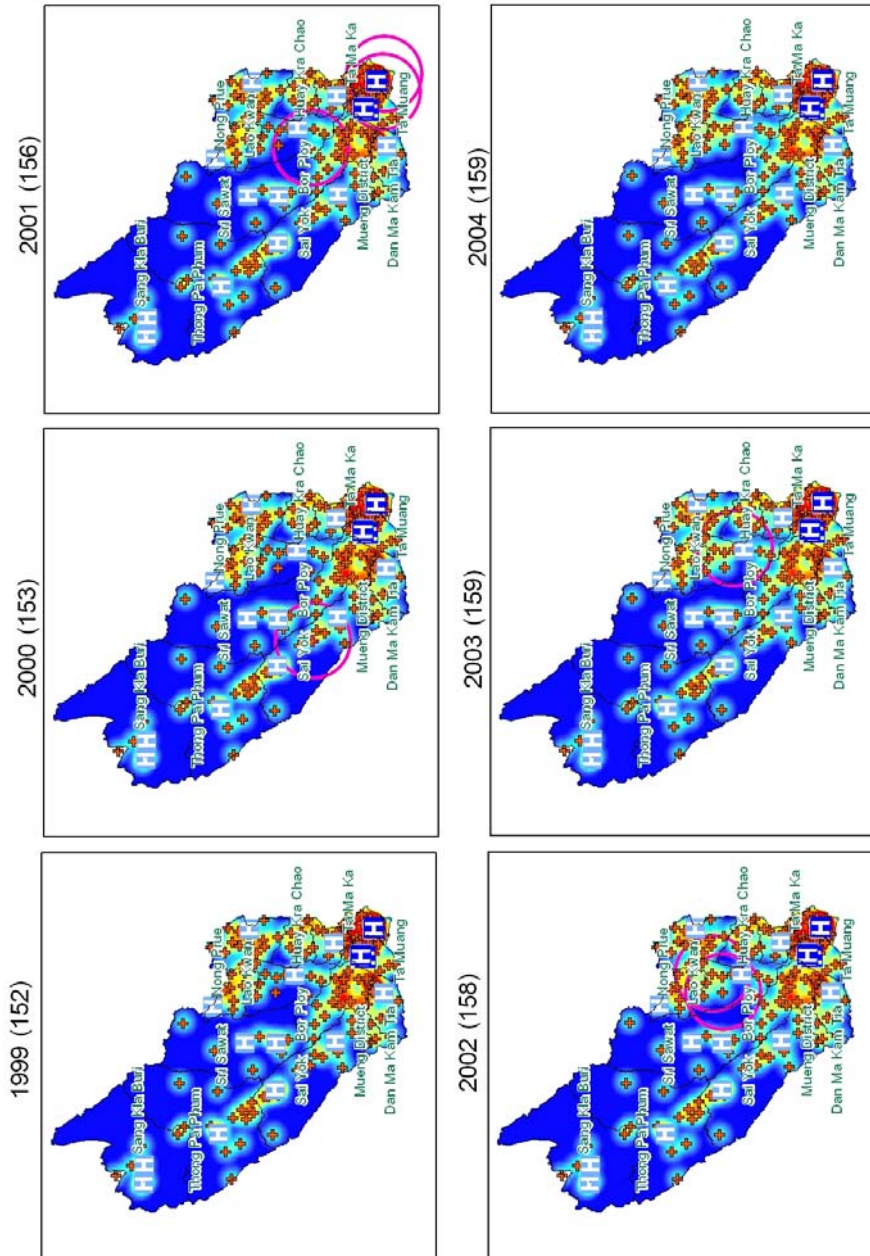 1999 (152)
H H
Sang Kla Buri
Thong Pa Phum
H
H
Nong Prue
Sri Sawat
H
H
Lao Kwan
H
H
H
Sai Yok
Bor Ploy
Huay Kra Chao
H
H
Ta Ma Ka
Mueng District
H
H
H
Dan Ma Kam Tia
Ta Muang
2000 (153)
H H
Sang Kla Buri
Thong Pa Phum
H
H
Nong Prue
Sri Sawat
H
H
Lao Kwan
H
H
H
Sai Yok
Bor Ploy
Huay Kra Chao
H
H
Ta Ma Ka
Mueng District
H
H
H
Dan Ma Kam Tia
Ta Muang
2001 (156)
H H
Sang Kla Buri
Thong Pa Phum
H
H
Nong Prue
Sri Sawat
H
H
Lao Kwan
H
H
H
Sai Yok
Bor Ploy
Huay Kra Chao
H
H
Ta Ma Ka
Mueng District
H
H
H
Dan Ma Kam Tia
Ta Muang
2002 (158)
H H
Sang Kla Buri
Thong Pa Phum
H
H
Nong Prue
Sri Sawat
H
H
Lao Kwan
H
H
H
Sai Yok
Bor Ploy
Huay Kra Chao
H
H
Ta Ma Ka
Mueng District
H
H
H
Dan Ma Kam Tia
Ta Muang
2003 (159)
H H
Sang Kla Buri
Thong Pa Phum
H
H
Nong Prue
Sri Sawat
H
H
Lao Kwan
H
H
H
Sai Yok
Bor Ploy
Huay Kra Chao
H
H
Ta Ma Ka
Mueng District
H
H
H
Dan Ma Kam Tia
Ta Muang
2004 (159)
H H
Sang Kla Buri
Thong Pa Phum
H
H
Nong Prue
Sri Sawat
H
H
Lao Kwan
H
H
H
Sai Yok
Bor Ploy
Huay Kra Chao
H
H
Ta Ma Ka
Mueng District
H
H
H
Dan Ma Kam Tia
Ta Muang